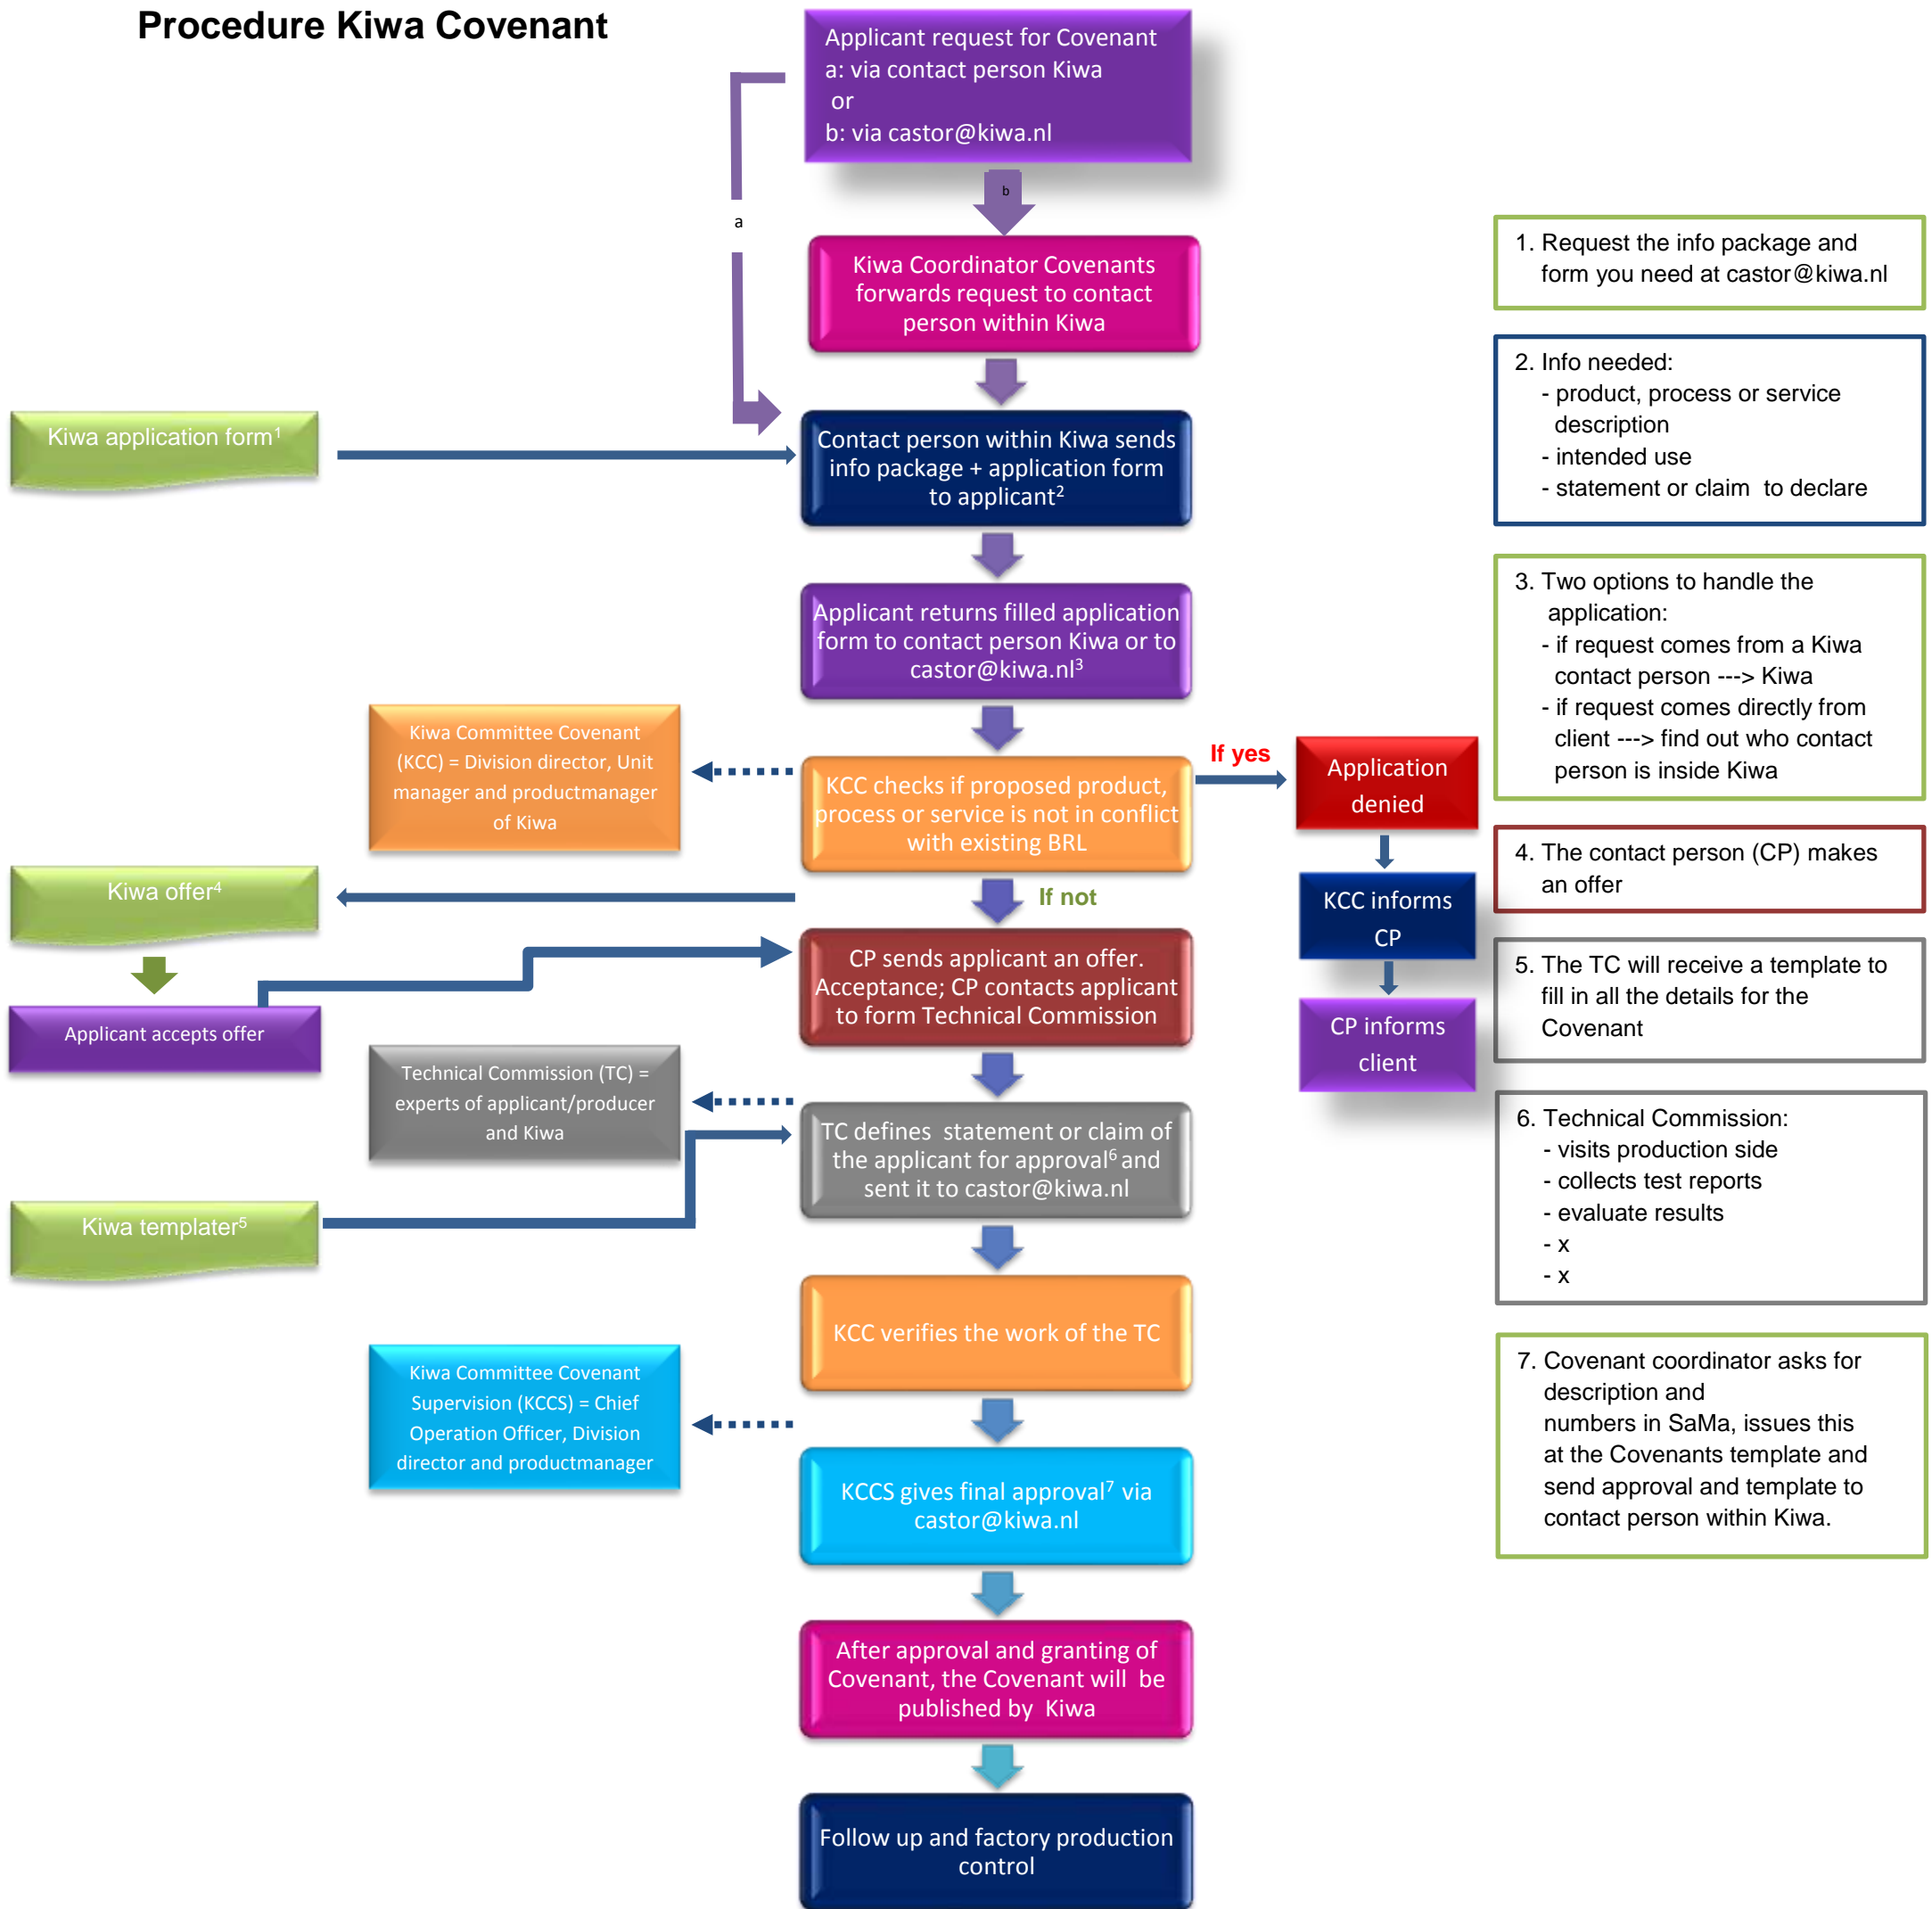 Procedure Kiwa Covenant
Applicant request for Covenant
a: via contact person Kiwa
or
b: via castor@kiwa.nl
b
a
Kiwa Coordinator Covenants
forwards request to contact
person within Kiwa
Kiwa application form¹
Contact person within Kiwa sends
info package + application form
to applicant²
Applicant returns filled application
form to contact person Kiwa or to
castor@kiwa.nl³
Kiwa Committee Covenant
(KCC) = Division director, Unit
manager and productmanager
of Kiwa
KCC checks if proposed product,
process or service is not in conflict
with existing BRL
If yes
Application
denied
KCC informs
CP
CP informs
client
If not
Kiwa offer⁴
Applicant accepts offer
CP sends applicant an offer.
Acceptance; CP contacts applicant
to form Technical Commission
Technical Commission (TC) =
experts of applicant/producer
and Kiwa
TC defines statement or claim of
the applicant for approval⁶ and
sent it to castor@kiwa.nl
Kiwa templater⁵
KCC verifies the work of the TC
Kiwa Committee Covenant
Supervision (KCCS) = Chief
Operation Officer, Division
director and productmanager
KCCS gives final approval⁷ via
castor@kiwa.nl
After approval and granting of
Covenant, the Covenant will be
published by Kiwa
Follow up and factory production
control
1. Request the info package and
form you need at castor@kiwa.nl
2. Info needed:
- product, process or service
description
- intended use
- statement or claim to declare
3. Two options to handle the
application:
- if request comes from a Kiwa
contact person ---> Kiwa
- if request comes directly from
client ---> find out who contact
person is inside Kiwa
4. The contact person (CP) makes
an offer
5. The TC will receive a template to
fill in all the details for the
Covenant
6. Technical Commission:
- visits production side
- collects test reports
- evaluate results
- x
- x
7. Covenant coordinator asks for
description and
numbers in SaMa, issues this
at the Covenants template and
send approval and template to
contact person within Kiwa.